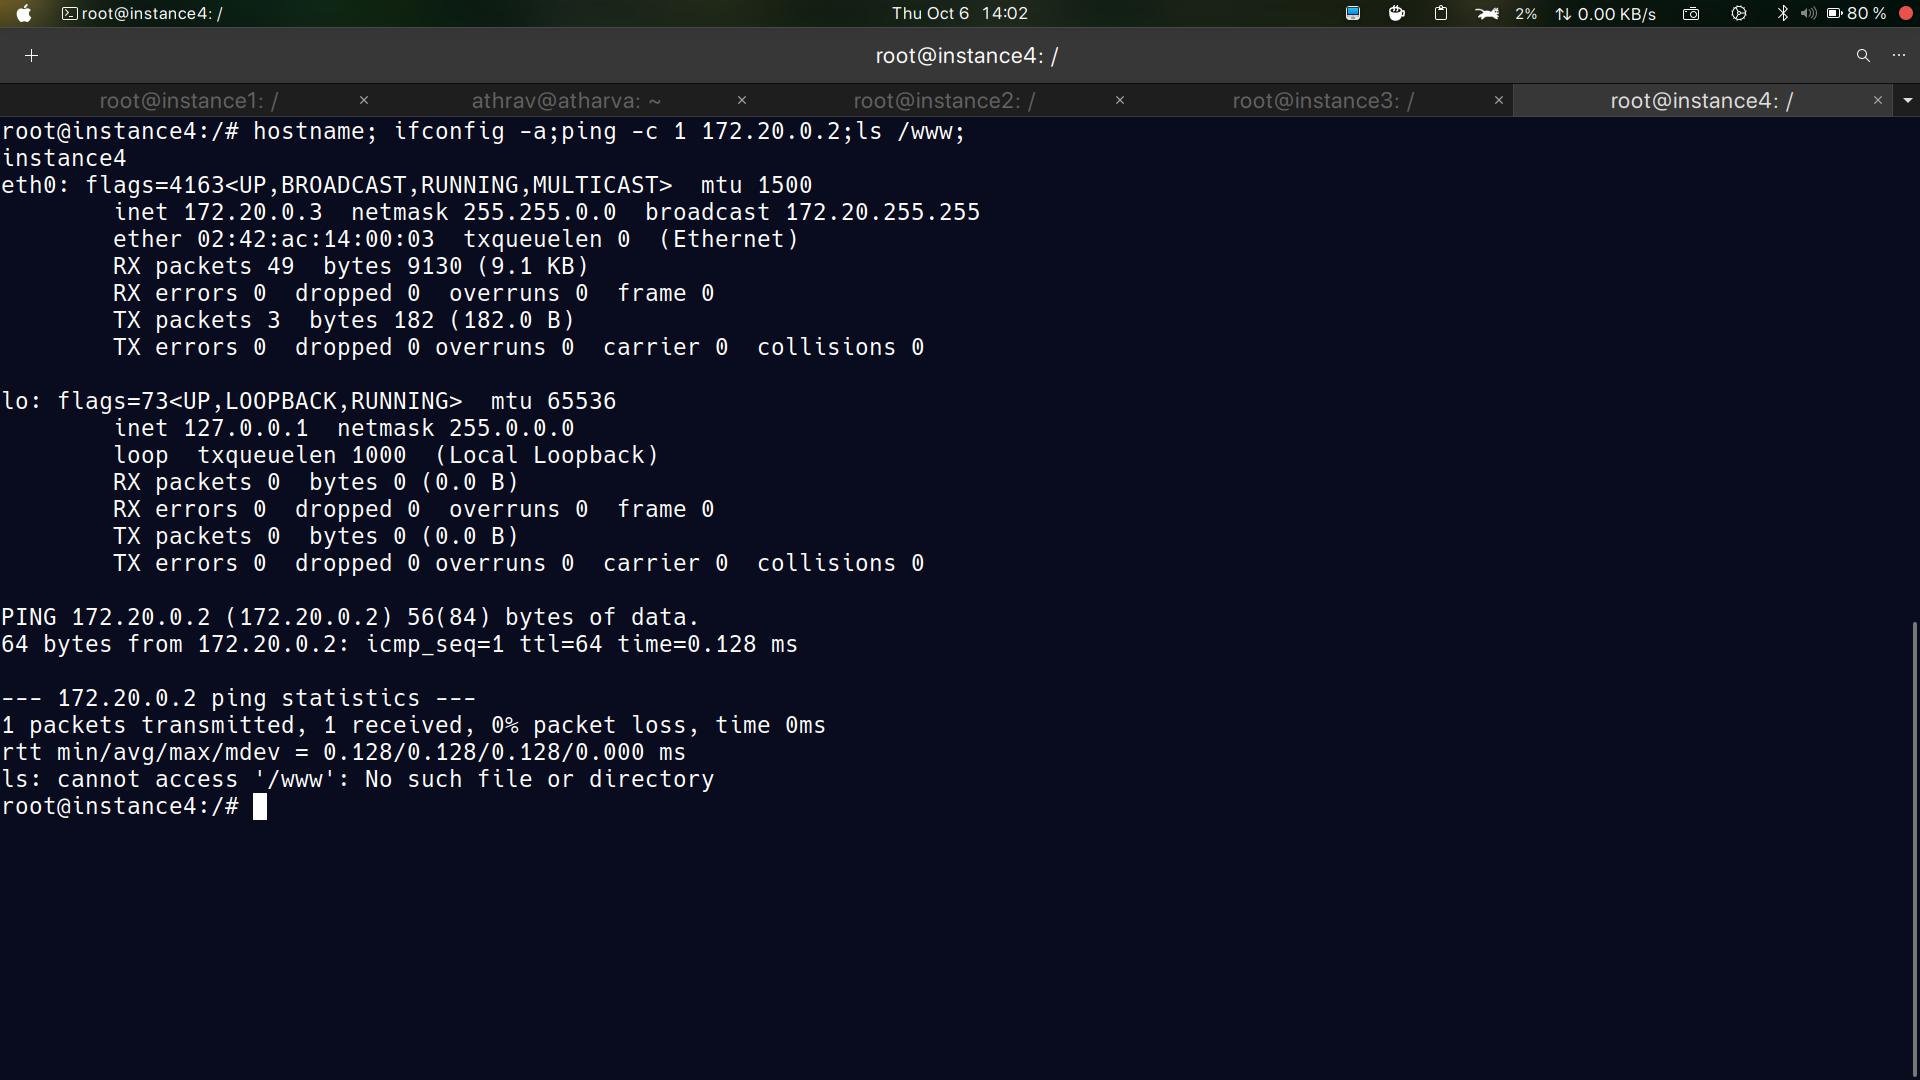 root@instance4: /
Thu Oct 6 14:02
2% 0.00 KB/s 80 %
root@instance4: /
root@instance1: / athrav@atharva: ~ root@instance2: / root@instance3: / root@instance4: /
root@instance4:/# hostname; ifconfig -a;ping -c 1 172.20.0.2;ls /www;
instance4
eth0: flags=4163<UP,BROADCAST,RUNNING,MULTICAST>  mtu 1500
        inet 172.20.0.3  netmask 255.255.0.0  broadcast 172.20.255.255
        ether 02:42:ac:14:00:03  txqueuelen 0  (Ethernet)
        RX packets 49  bytes 9130 (9.1 KB)
        RX errors 0  dropped 0  overruns 0  frame 0
        TX packets 3  bytes 182 (182.0 B)
        TX errors 0  dropped 0 overruns 0  carrier 0  collisions 0

lo: flags=73<UP,LOOPBACK,RUNNING>  mtu 65536
        inet 127.0.0.1  netmask 255.0.0.0
        loop  txqueuelen 1000  (Local Loopback)
        RX packets 0  bytes 0 (0.0 B)
        RX errors 0  dropped 0  overruns 0  frame 0
        TX packets 0  bytes 0 (0.0 B)
        TX errors 0  dropped 0 overruns 0  carrier 0  collisions 0

PING 172.20.0.2 (172.20.0.2) 56(84) bytes of data.
64 bytes from 172.20.0.2: icmp_seq=1 ttl=64 time=0.128 ms

--- 172.20.0.2 ping statistics ---
1 packets transmitted, 1 received, 0% packet loss, time 0ms
rtt min/avg/max/mdev = 0.128/0.128/0.128/0.000 ms
ls: cannot access '/www': No such file or directory
root@instance4:/#